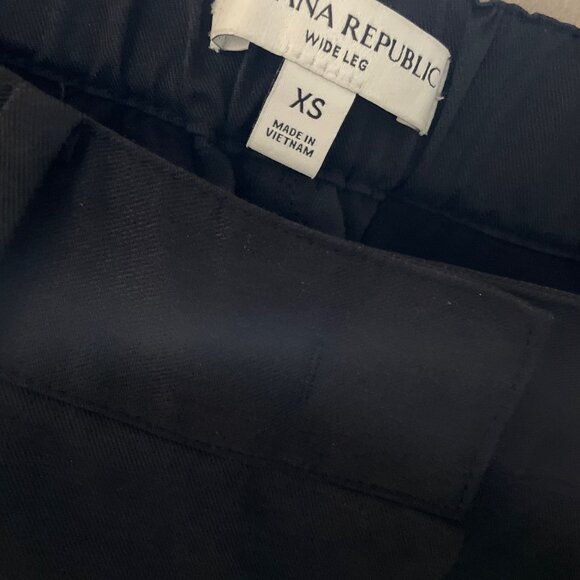 ANA REPUBLIC
WIDE LEG
XS
MADE IN
VIETNAM